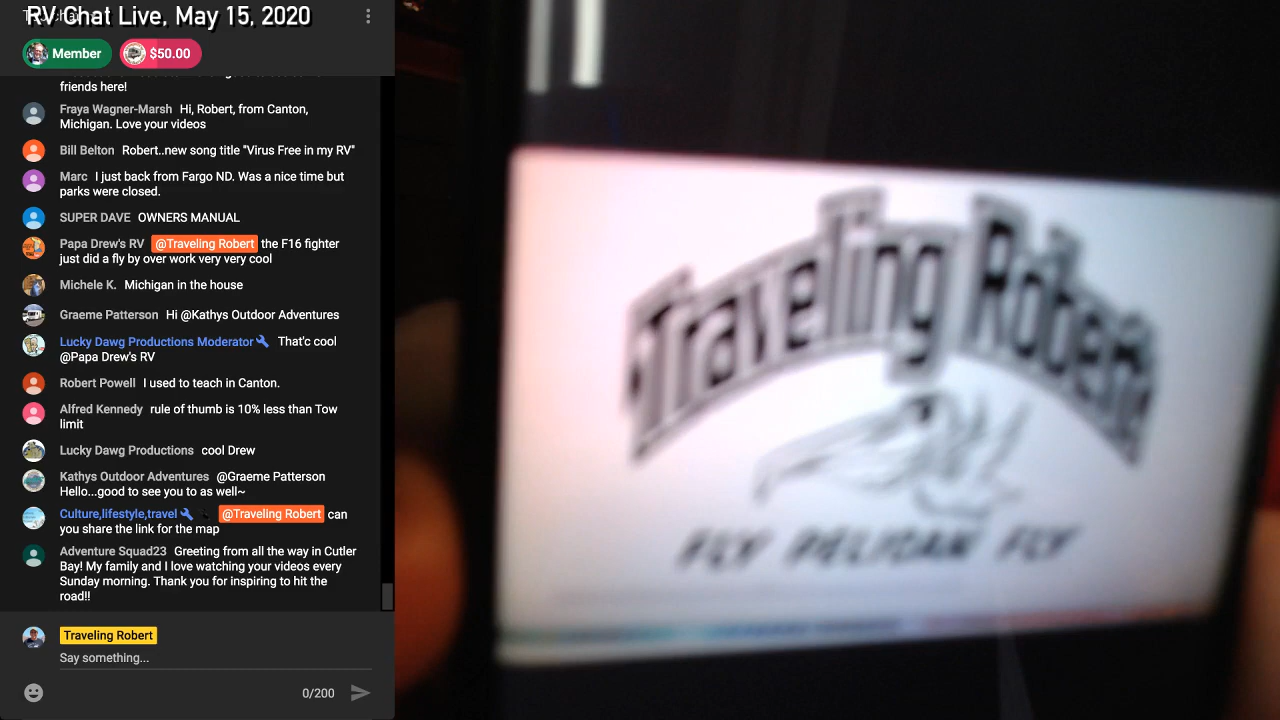 RV Chat Live, May 15, 2020
Member
$50.00
friends here!
Fraya Wagner-Marsh Hi, Robert, from Canton,
Michigan. Love your videos
Bill Belton Robert..new song title "Virus Free in my RV"
Marc I just back from Fargo ND. Was a nice time but
parks were closed.
SUPER DAVE OWNERS MANUAL
Papa Drew's RV @Traveling Robert the F16 fighter
just did a fly by over work very very cool
Michele K. Michigan in the house
Graeme Patterson Hi @Kathys Outdoor Adventures
Lucky Dawg Productions Moderator That'c cool
@Papa Drew's RV
Robert Powell I used to teach in Canton.
Alfred Kennedy rule of thumb is 10% less than Tow
limit
Lucky Dawg Productions cool Drew
Kathys Outdoor Adventures @Graeme Patterson
Hello...good to see you to as well~
Culture,lifestyle,travel @Traveling Robert can
you share the link for the map
Adventure Squad23 Greeting from all the way in Cutler
Bay! My family and I love watching your videos every
Sunday morning. Thank you for inspiring to hit the
road!!
Traveling Robert
Say something...
0/200
Traveling Robert
FLY PELICAN FLY